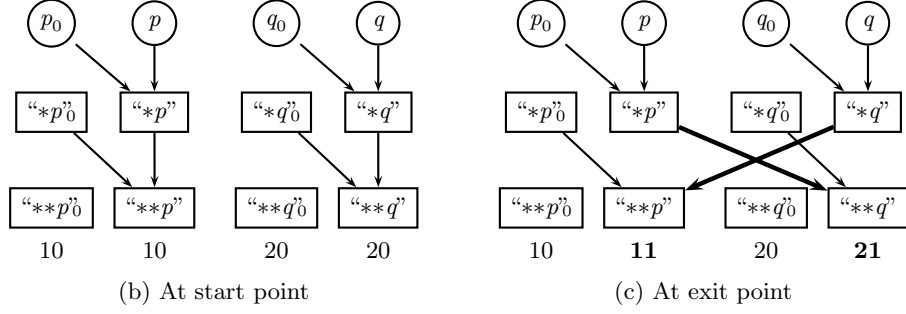 p₀ p q₀ q p₀ p q₀ q
“*p”₀ “*p” “*q”₀ “*q” “*p”₀ “*p” “*q”₀ “*q”
“**p”₀ “**p” “**q”₀ “**q” “**p”₀ “**p” “**q”₀ “**q”
10 10 20 20 10 11 20 21
(b) At start point (c) At exit point